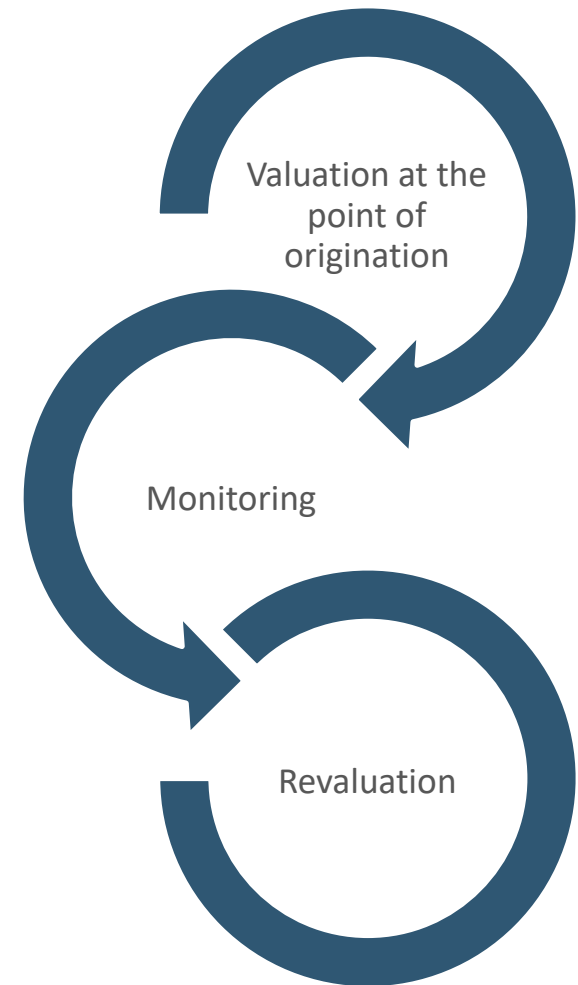 Valuation at the
point of
origination
Monitoring
Revaluation